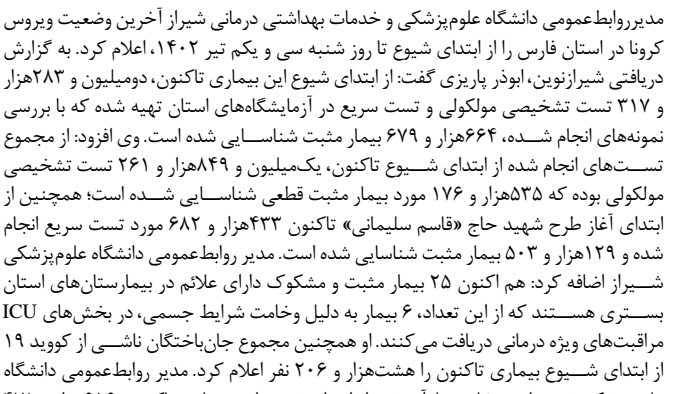 مدیرروابط‌عمومی دانشگاه علوم‌پزشکی و خدمات بهداشتی درمانی شیراز آخرین وضعیت ویروس
کرونا در استان فارس را از ابتدای شیوع تا روز شنبه سی و یکم تیر ۱۴۰۲، اعلام کرد. به گزارش
دریافتی شیرازنوین، ابوذر پاریزی گفت: از ابتدای شیوع این بیماری تاکنون، دومیلیون و ۲۸۳هزار
و ۳۱۷ تست تشخیصی مولکولی و تست سریع در آزمایشگاه‌های استان تهیه شده که با بررسی
نمونه‌های انجام شده، ۶۶۴هزار و ۶۷۹ بیمار مثبت شناسایی شده است. وی افزود: از مجموع
تست‌های انجام شده از ابتدای شیوع تاکنون، یک‌میلیون و ۸۴۹هزار و ۲۶۱ تست تشخیصی
مولکولی بوده که ۵۳۵هزار و ۱۷۶ مورد بیمار مثبت قطعی شناسایی شده است؛ همچنین از
ابتدای آغاز طرح شهید حاج «قاسم سلیمانی» تاکنون ۴۳۳هزار و ۶۸۲ مورد تست سریع انجام
شده و ۱۲۹هزار و ۵۰۳ بیمار مثبت شناسایی شده است. مدیر روابط‌عمومی دانشگاه علوم‌پزشکی
شیراز اضافه کرد: هم اکنون ۲۵ بیمار مثبت و مشکوک دارای علائم در بیمارستان‌های استان
بستری هستند که از این تعداد، ۶ بیمار به دلیل وخامت شرایط جسمی، در بخش‌های ICU
مراقبت‌های ویژه درمانی دریافت می‌کنند. او همچنین مجموع جان‌باختگان ناشی از کووید ۱۹
از ابتدای شیوع بیماری تاکنون را هشت‌هزار و ۲۰۶ نفر اعلام کرد. مدیر روابط‌عمومی دانشگاه